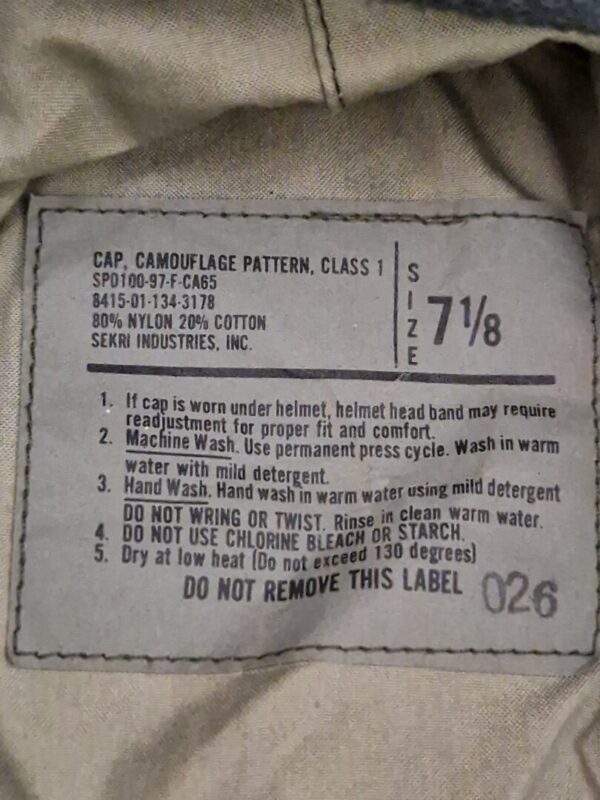 CAP, CAMOUFLAGE PATTERN, CLASS 1
SPO100-97-F-CA65
8415-01-134-3178
80% NYLON 20% COTTON
SEKRI INDUSTRIES, INC.
SIZE 7 1/8
1. If cap is worn under helmet, helmet head band may require
readjustment for proper fit and comfort.
2. Machine Wash. Use permanent press cycle. Wash in warm
water with mild detergent.
3. Hand Wash. Hand wash in warm water using mild detergent
DO NOT WRING OR TWIST. Rinse in clean warm water.
4. DO NOT USE CHLORINE BLEACH OR STARCH.
5. Dry at low heat (Do not exceed 130 degrees)
DO NOT REMOVE THIS LABEL 026